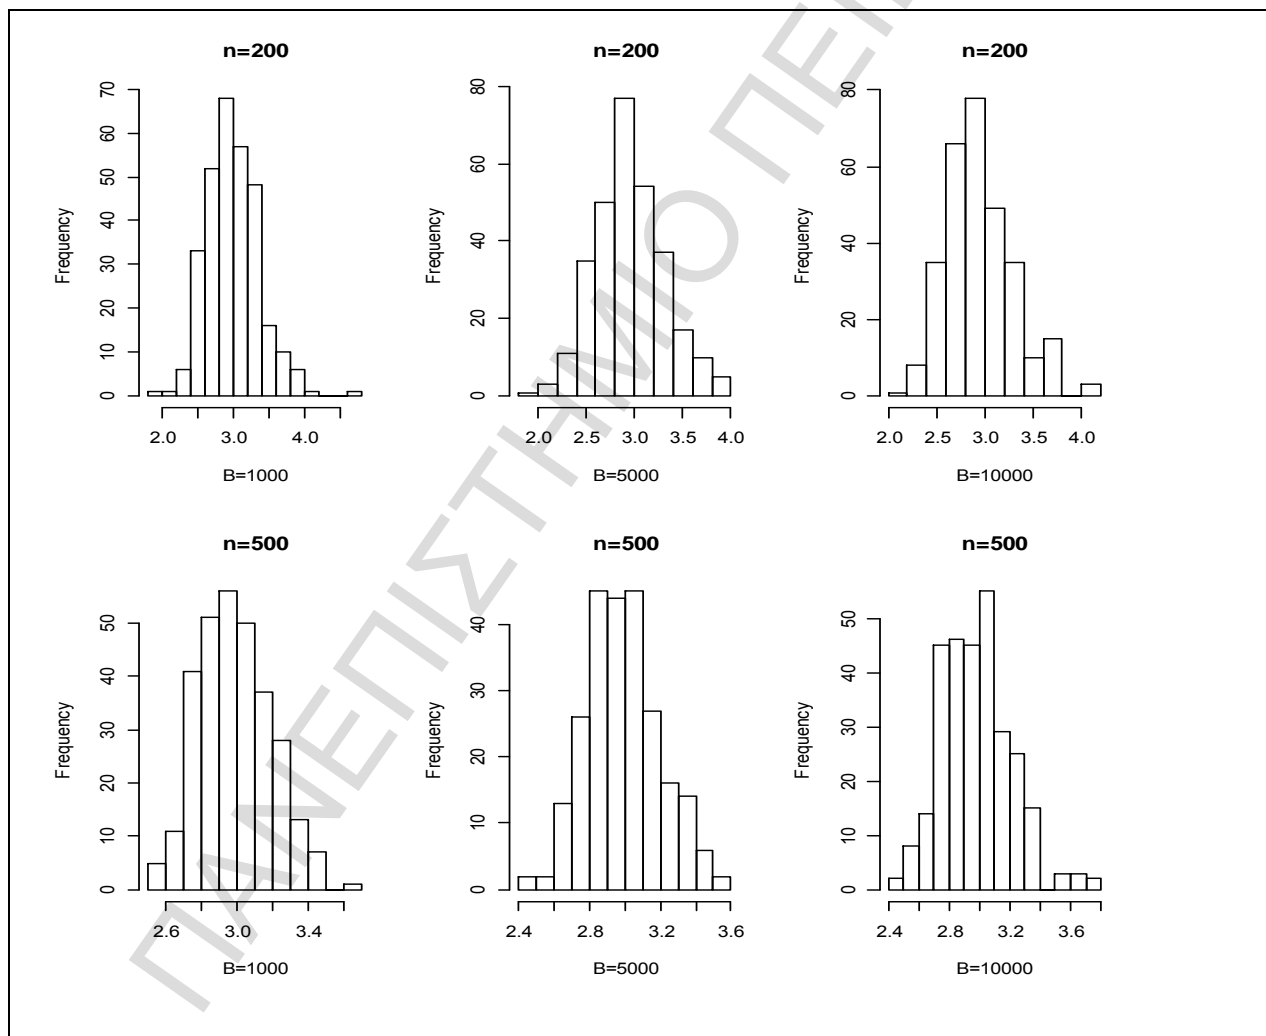 n=200 n=200 n=200
Frequency Frequency Frequency
0 10 20 30 40 50 60 70
0 20 40 60 80
0 20 40 60 80
2.0 3.0 4.0
2.0 2.5 3.0 3.5 4.0
2.0 2.5 3.0 3.5 4.0
B=1000 B=5000 B=10000
n=500 n=500 n=500
Frequency Frequency Frequency
0 10 20 30 40 50
0 10 20 30 40
0 10 20 30 40 50
2.6 3.0 3.4
2.4 2.8 3.2 3.6
2.4 2.8 3.2 3.6
B=1000 B=5000 B=10000
ΠΑΝΕΠΙΣΤΗΜΙΟ